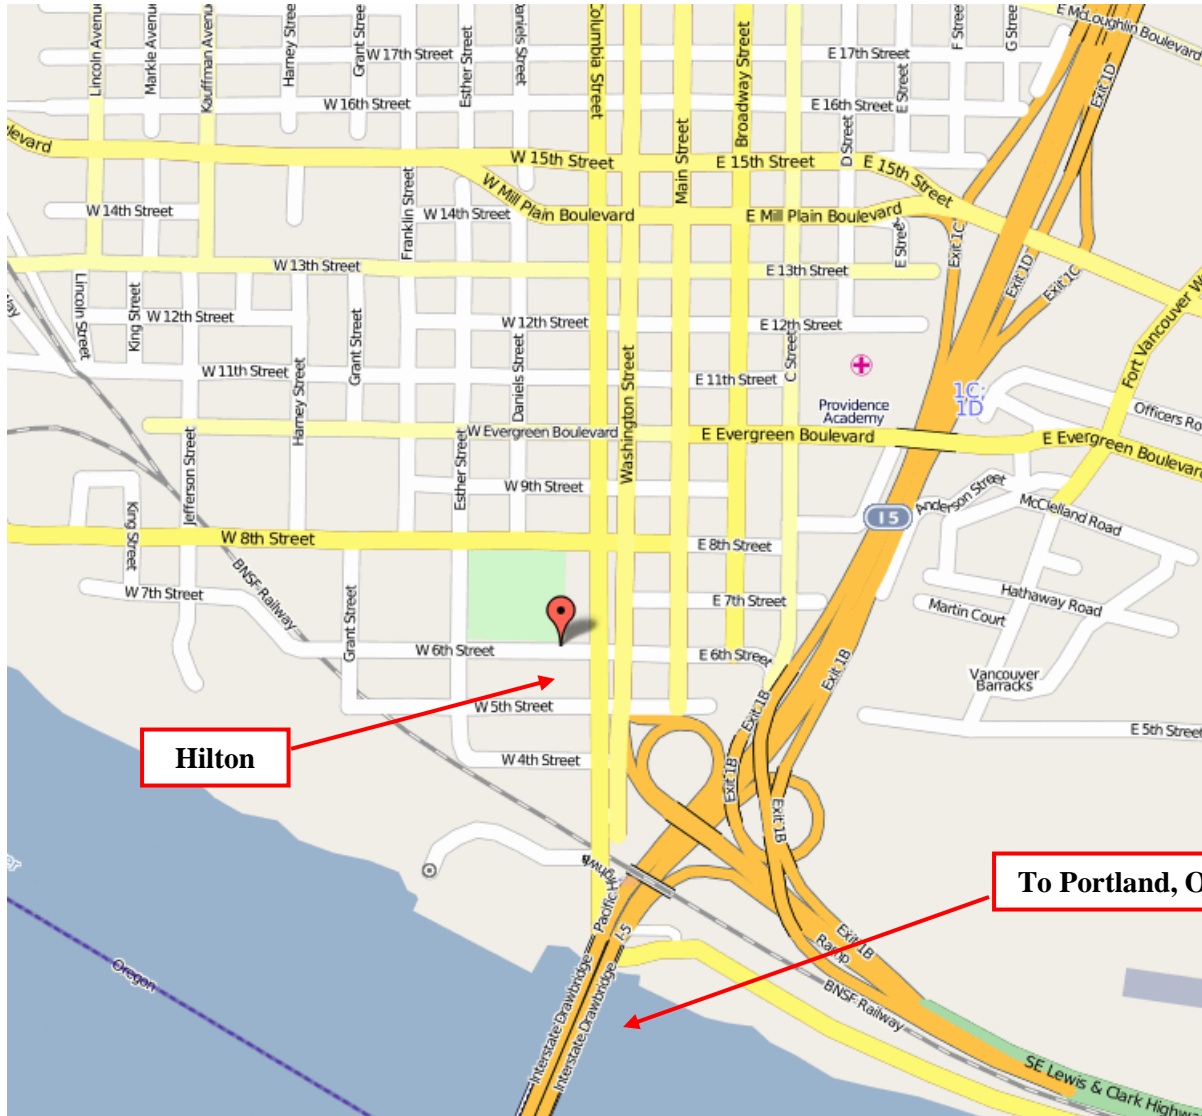 E McLoughlin Boulevard
Lincoln Avenue
Markle Avenue
Kauffman Avenue
Harney Street
Grant Street
Esther Street
Daniels Street
Columbia Street
Broadway Street
F Street
G Street
W 17th Street
E 17th Street
W 16th Street
E 16th Street
E Street
Exit 1D
D Street
W 15th Street
E 15th Street
E 15th Street
Main Street
Franklin Street
W Mill Plain Boulevard
E Mill Plain Boulevard
W 14th Street
W 14th Street
E Street
Exit 1C
Exit 1D
Exit 1C
W 13th Street
E 13th Street
Lincoln Street
King Street
W 12th Street
W 12th Street
E 12th Street
Grant Street
Daniels Street
Washington Street
C Street
W 11th Street
E 11th Street
Fort Vancouver W
1C;
1D
Providence
Academy
Officers Ro
Harney Street
Jefferson Street
Esther Street
W Evergreen Boulevard
E Evergreen Boulevard
E Evergreen Boulevard
W 9th Street
Anderson Street
McClelland Road
I 5
King Street
W 8th Street
E 8th Street
BNSF Railway
W 7th Street
E 7th Street
Hathaway Road
Martin Court
Grant Street
W 6th Street
E 6th Street
Exit 1B
Exit 1B
Vancouver
Barracks
W 5th Street
E 5th Street
Hilton
W 4th Street
Exit 1B
Exit 1B
Pacific Highw
I-5
To Portland, O
Exit 1B
Ramp
BNSF Railway
Oregon
Interstate Drawbridge
Interstate Drawbridge
SE Lewis & Clark Highw